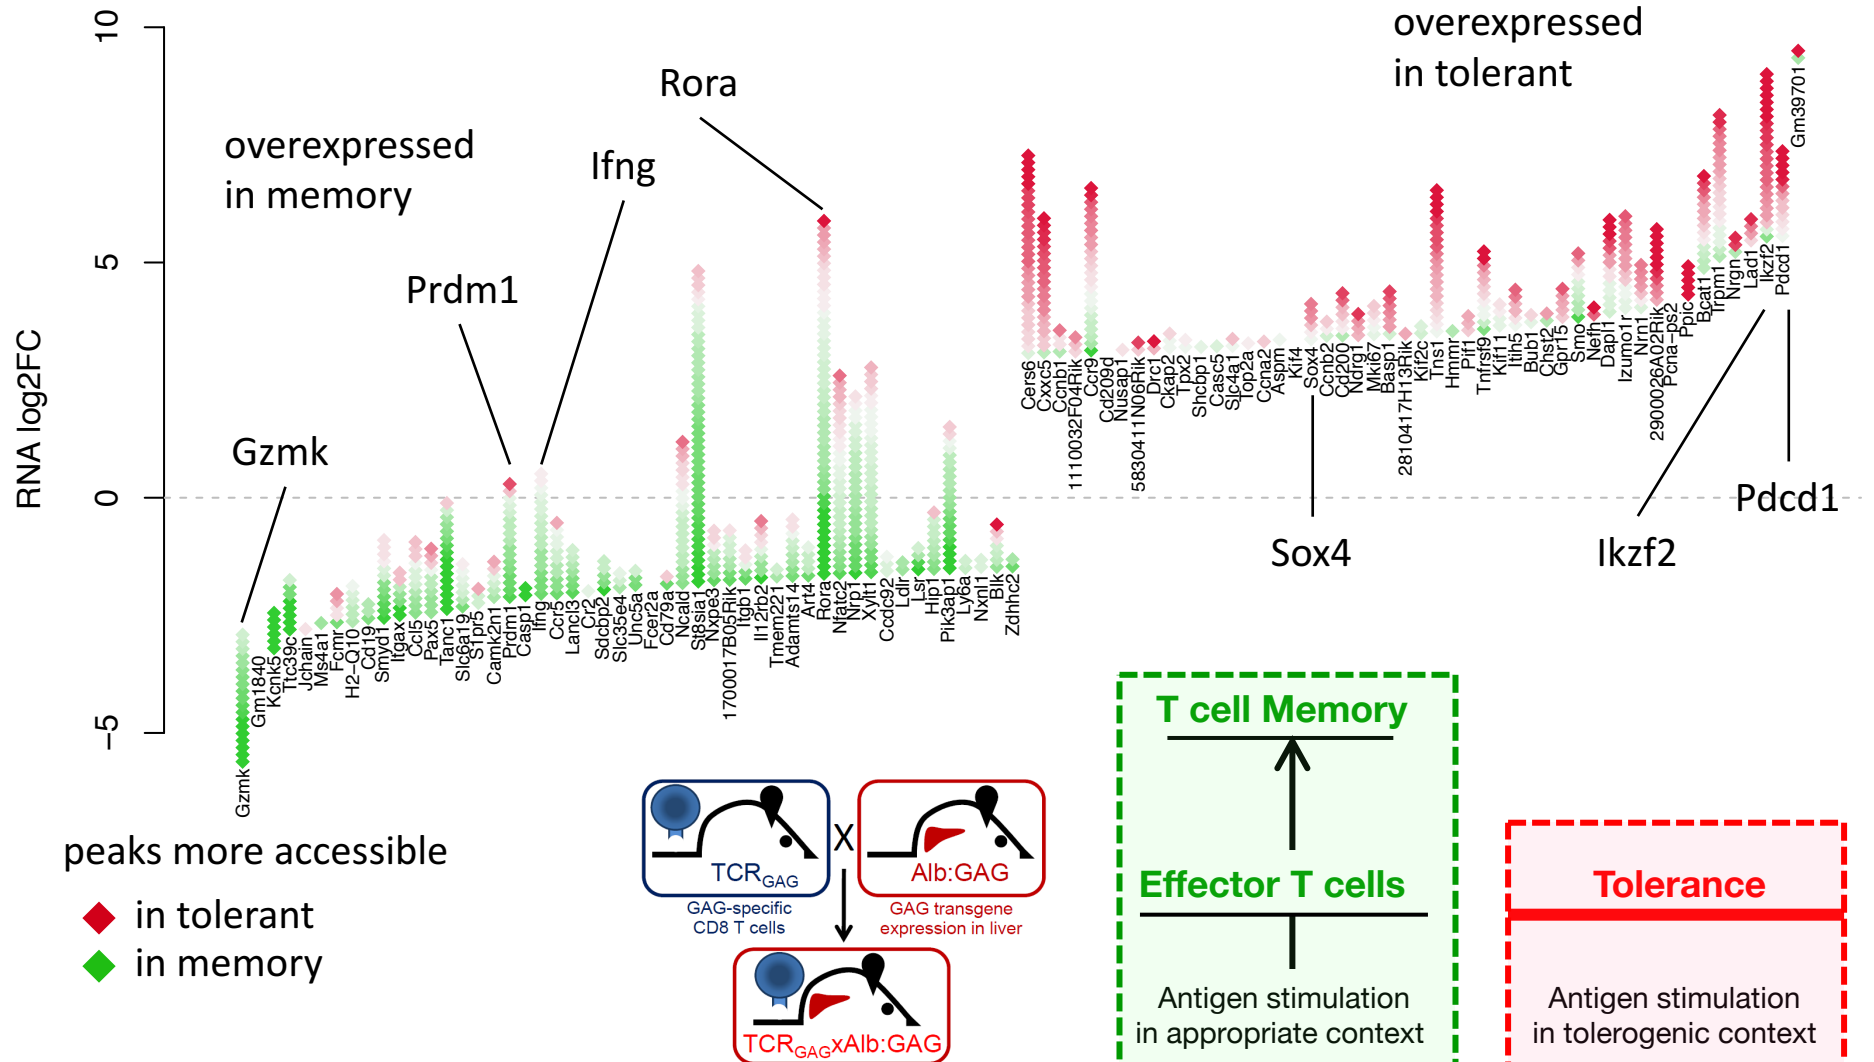 10
5
0
−5
RNA log2FC
overexpressed
in memory
overexpressed
in tolerant
Gzmk
Prdm1
Ifng
Rora
Sox4
Ikzf2
Pdcd1
Gzmk
Gm1840
Kcnk5
Ttc39c
Jchain
Ms4a1
Fcmr
H2−Q10
Cd19
Smyd1
Itgax
Ccl5
Pax5
Tanc1
Slc6a19
S1pr5
Camk2n1
Prdm1
Casp1
Ifng
Ccr5
Lancl3
Cr2
Sdcbp2
Slc35e4
Unc5a
Fcer2a
Cd79a
Ncald
St8sia1
Nxpe3
1700017B05Rik
Itgb1
Il12rb2
Tmem221
Adamts14
Art4
Rora
Nfatc2
Nrp1
Xylt1
Ccdc92
Ldlr
Lsr
Hip1
Pik3ap1
Ly6a
Nxnl1
Blk
Zdhhc2
Cers6
Cxxc5
Ccnb1
1110032F04Rik
Ccr9
Cd209d
Nusap1
5830411N06Rik
Drc1
Ckap2
Tpx2
Shcbp1
Casc5
Slc4a1
Top2a
Ccna2
Aspm
Kif4
Sox4
Ccnb2
Cd200
Ndrg1
Mki67
Basp1
2810417H13Rik
Kif2c
Tns1
Hmmr
Pif1
Tnfrsf9
Kif11
Itih5
Bub1
Chst2
Gpr15
Smo
Nefh
Dapl1
Izumo1r
Nrn1
2900026A02Rik
Pcna−ps2
Ppic
Bcat1
Trpm1
Nrgn
Lad1
Ikzf2
Pdcd1
Gm39701
peaks more accessible
in tolerant
in memory
TCRGAG
X
Alb:GAG
GAG-specific
CD8 T cells
GAG transgene
expression in liver
TCRGAGxAlb:GAG
T cell Memory
Effector T cells
Antigen stimulation
in appropriate context
Tolerance
Antigen stimulation
in tolerogenic context